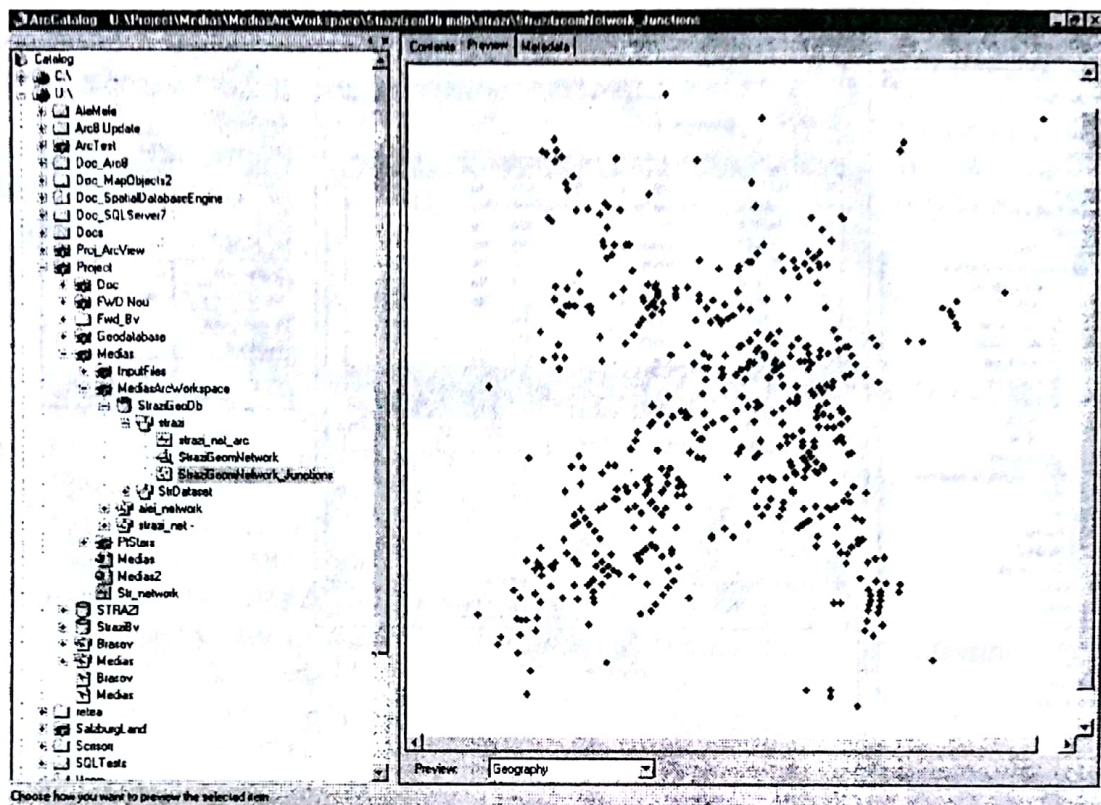 ArcCatalog U:\Project\Medias\MediasArcWorkspace\StraziGeoDb.mdb\strazi\StraziGeomNetwork_Junctions
Contents Preview Metadata
Catalog
C:\
U:\
AleMele
Arc8 Update
ArcTest
Doc_Arc8
Doc_MapObjects2
Doc_SpatialDatabaseEngine
Doc_SQLServer7
Docs
Proj_ArcView
Project
Doc
FWD Nou
Fwd_Bv
Geodatabase
Medias
InputFiles
MediasArcWorkspace
StraziGeoDb
strazi
strazi_net_arc
StraziGeomNetwork
StraziGeomNetwork_Junctions
StrDataset
alei_network
strazi_net
Medias
Medias2
Str_network
STRAZI
StraziBv
Brasov
Medias
Brasov
Medias
retea
SalzburgLand
SQLTests
Preview: Geography
Choose how you want to preview the selected item